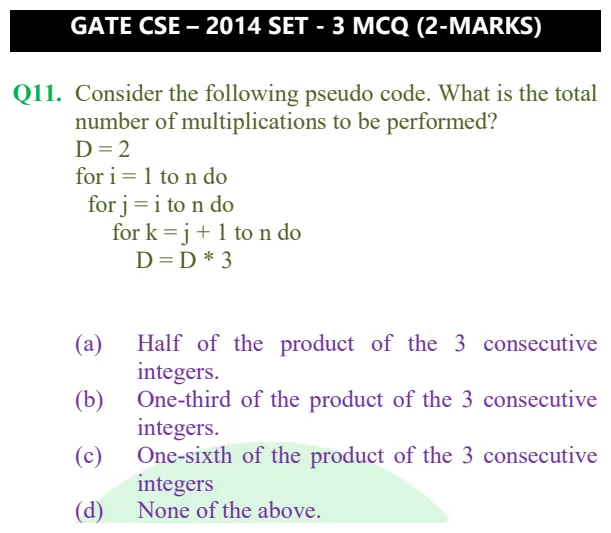 GATE CSE – 2014 SET - 3 MCQ (2-MARKS)
Q11. Consider the following pseudo code. What is the total
number of multiplications to be performed?
D = 2
for i = 1 to n do
for j = i to n do
for k = j + 1 to n do
D = D * 3
(a) Half of the product of the 3 consecutive
integers.
(b) One-third of the product of the 3 consecutive
integers.
(c) One-sixth of the product of the 3 consecutive
integers
(d) None of the above.